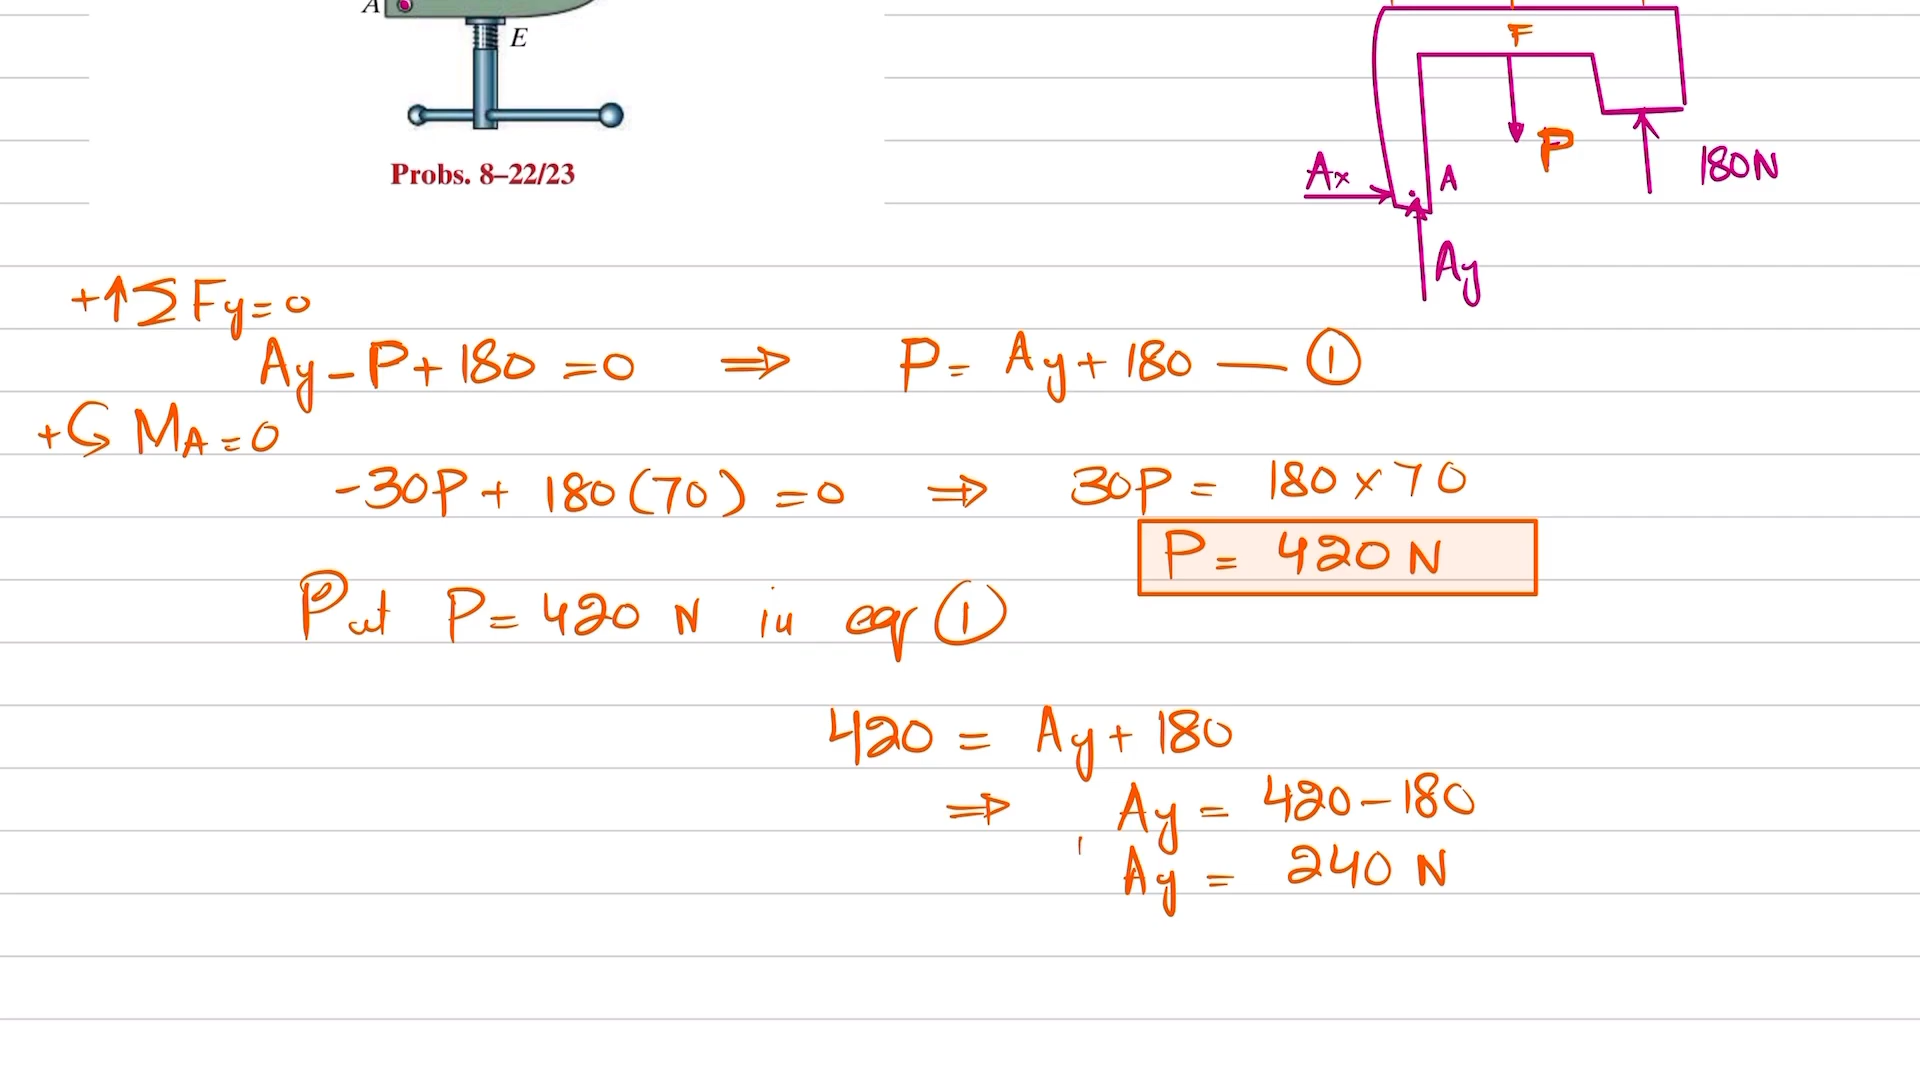 A
E
Probs. 8–22/23
F
P
180N
Ax
A
Ay
+↑ΣFy=0
Ay-P+180=0 ⇒ P= Ay+180 — ①
+↺ MA=0
-30P+ 180(70)=0 ⇒ 30P= 180×70
P= 420N
Put P=420 N in eq ①
420 = Ay+180
⇒ Ay= 420-180
Ay= 240 N